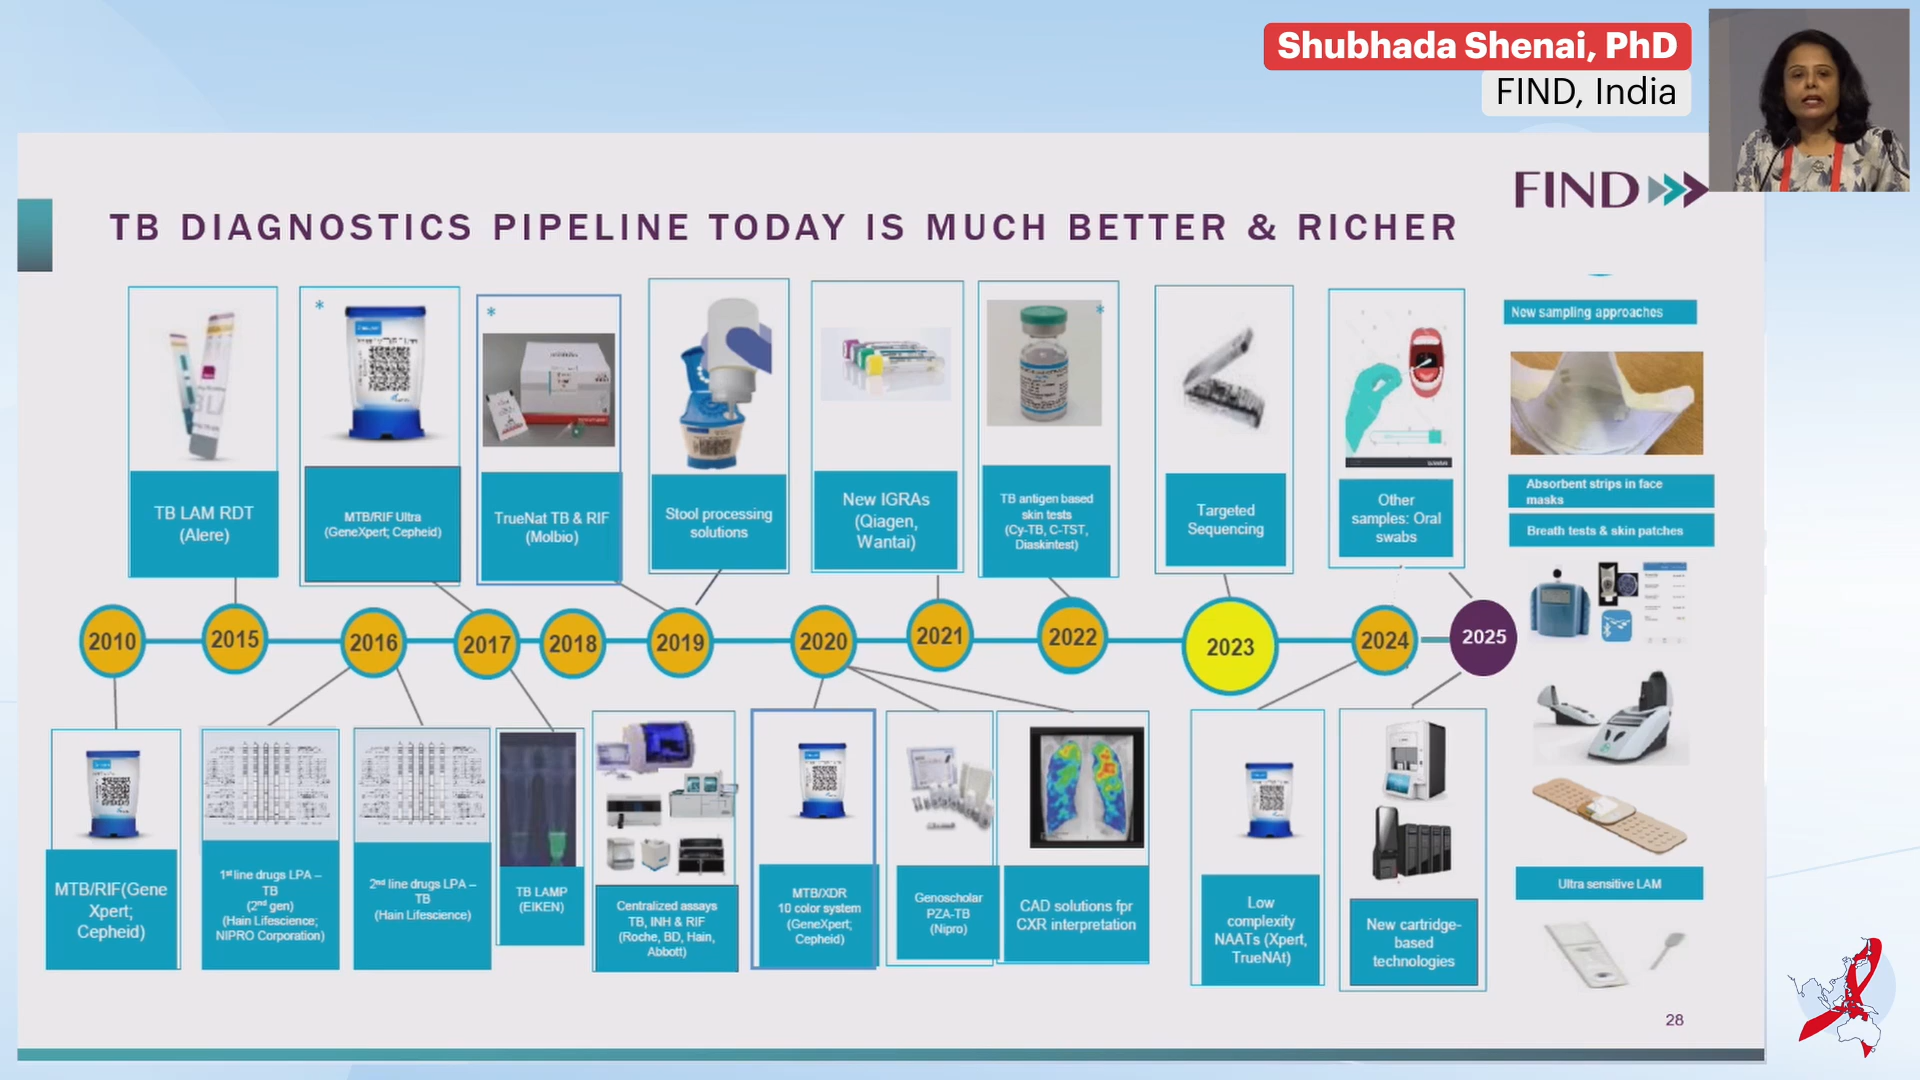 Shubhada Shenai, PhD
FIND, India
FIND
TB DIAGNOSTICS PIPELINE TODAY IS MUCH BETTER & RICHER
*
*
*
TB LAM RDT
(Alere)
MTB/RIF Ultra
(GeneXpert; Cepheid)
TrueNat TB & RIF
(Molbio)
Stool processing
solutions
New IGRAs
(Qiagen,
Wantai)
TB antigen based
skin tests
(Cy-TB, C-TST,
Diaskintest)
Targeted
Sequencing
Other
samples: Oral
swabs
New sampling approaches
Absorbent strips in face
masks
Breath tests & skin patches
2010
2015
2016
2017
2018
2019
2020
2021
2022
2023
2024
2025
MTB/RIF(Gene
Xpert;
Cepheid)
1st line drugs LPA –
TB
(2nd gen)
(Hain Lifescience;
NIPRO Corporation)
2nd line drugs LPA –
TB
(Hain Lifescience)
TB LAMP
(EIKEN)
Centralized assays
TB, INH & RIF
(Roche, BD, Hain,
Abbott)
MTB/XDR
10 color system
(GeneXpert;
Cepheid)
Genoscholar
PZA-TB
(Nipro)
CAD solutions fpr
CXR interpretation
Low
complexity
NAATs (Xpert,
TrueNAt)
New cartridge-
based
technologies
Ultra sensitive LAM
28